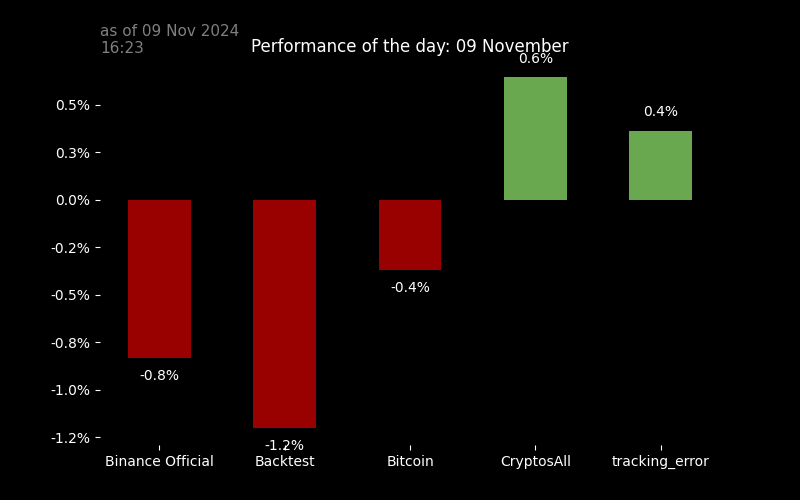 as of 09 Nov 2024
16:23
Performance of the day: 09 November
0.6%
0.4%
0.5%
0.3%
0.0%
-0.2%
-0.5%
-0.8%
-1.0%
-1.2%
-0.4%
-0.8%
-1.2%
Binance Official
Backtest
Bitcoin
CryptosAll
tracking_error